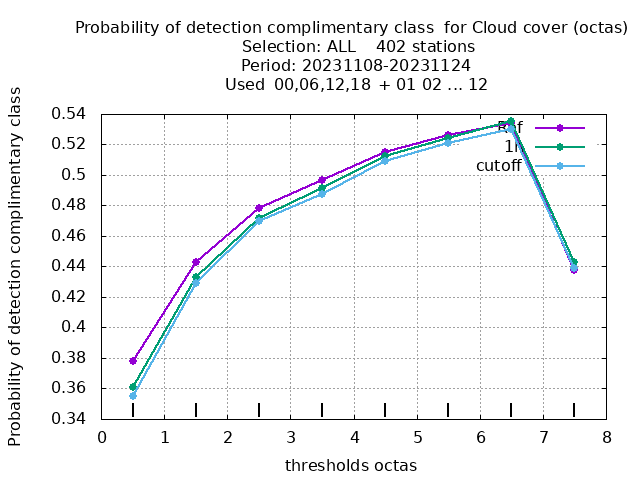 Probability of detection complimentary class  for Cloud cover (octas)
Selection: ALL    402 stations
Period: 20231108-20231124
Used  00,06,12,18  + 01 02 ... 12
Probability of detection complimentary class
0.54
0.52
0.5
0.48
0.46
0.44
0.42
0.4
0.38
0.36
0.34
cutoff
0 1 2 3 4 5 6 7 8
thresholds octas